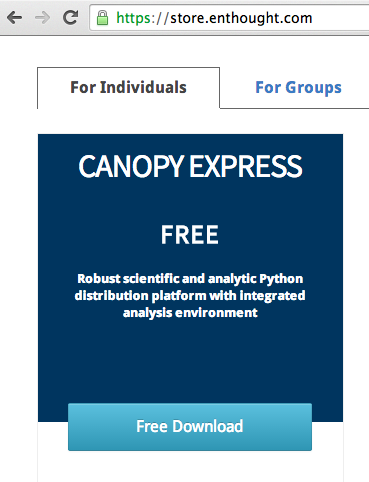 https://store.enthought.com
For Individuals
For Groups
CANOPY EXPRESS
FREE
Robust scientific and analytic Python
distribution platform with integrated
analysis environment
Free Download